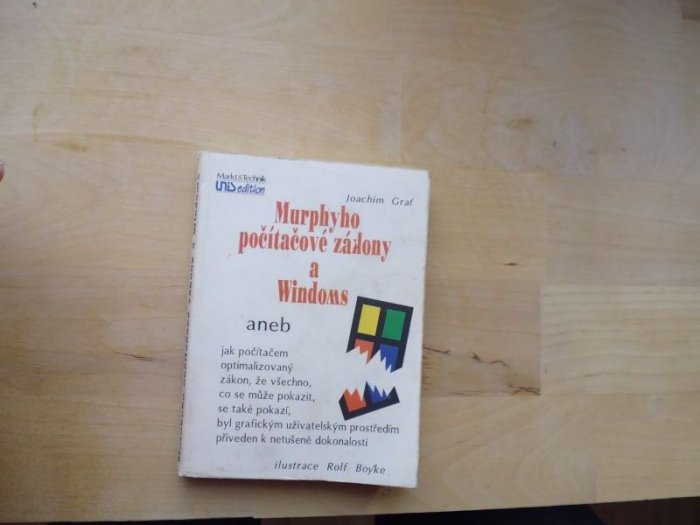 Markt&Technik
UNIS edition
Joachim Graf
Murphyho
počítačové zákony
a
Windows
aneb
jak počítačem
optimalizovaný
zákon, že všechno,
co se může pokazit,
se také pokazí,
byl grafickým uživatelským prostředím
přiveden k netušené dokonalosti
ilustrace Rolf Boyke